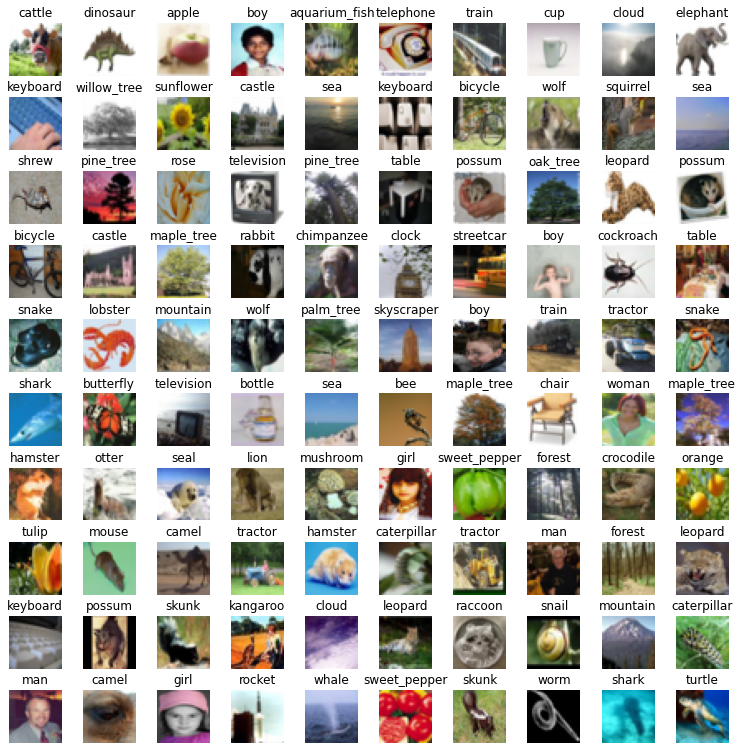 cattle dinosaur apple boy aquarium_fish telephone train cup cloud elephant
keyboard willow_tree sunflower castle sea keyboard bicycle wolf squirrel sea
shrew pine_tree rose television pine_tree table possum oak_tree leopard possum
bicycle castle maple_tree rabbit chimpanzee clock streetcar boy cockroach table
snake lobster mountain wolf palm_tree skyscraper boy train tractor snake
shark butterfly television bottle sea bee maple_tree chair woman maple_tree
hamster otter seal lion mushroom girl sweet_pepper forest crocodile orange
tulip mouse camel tractor hamster caterpillar tractor man forest leopard
keyboard possum skunk kangaroo cloud leopard raccoon snail mountain caterpillar
man camel girl rocket whale sweet_pepper skunk worm shark turtle